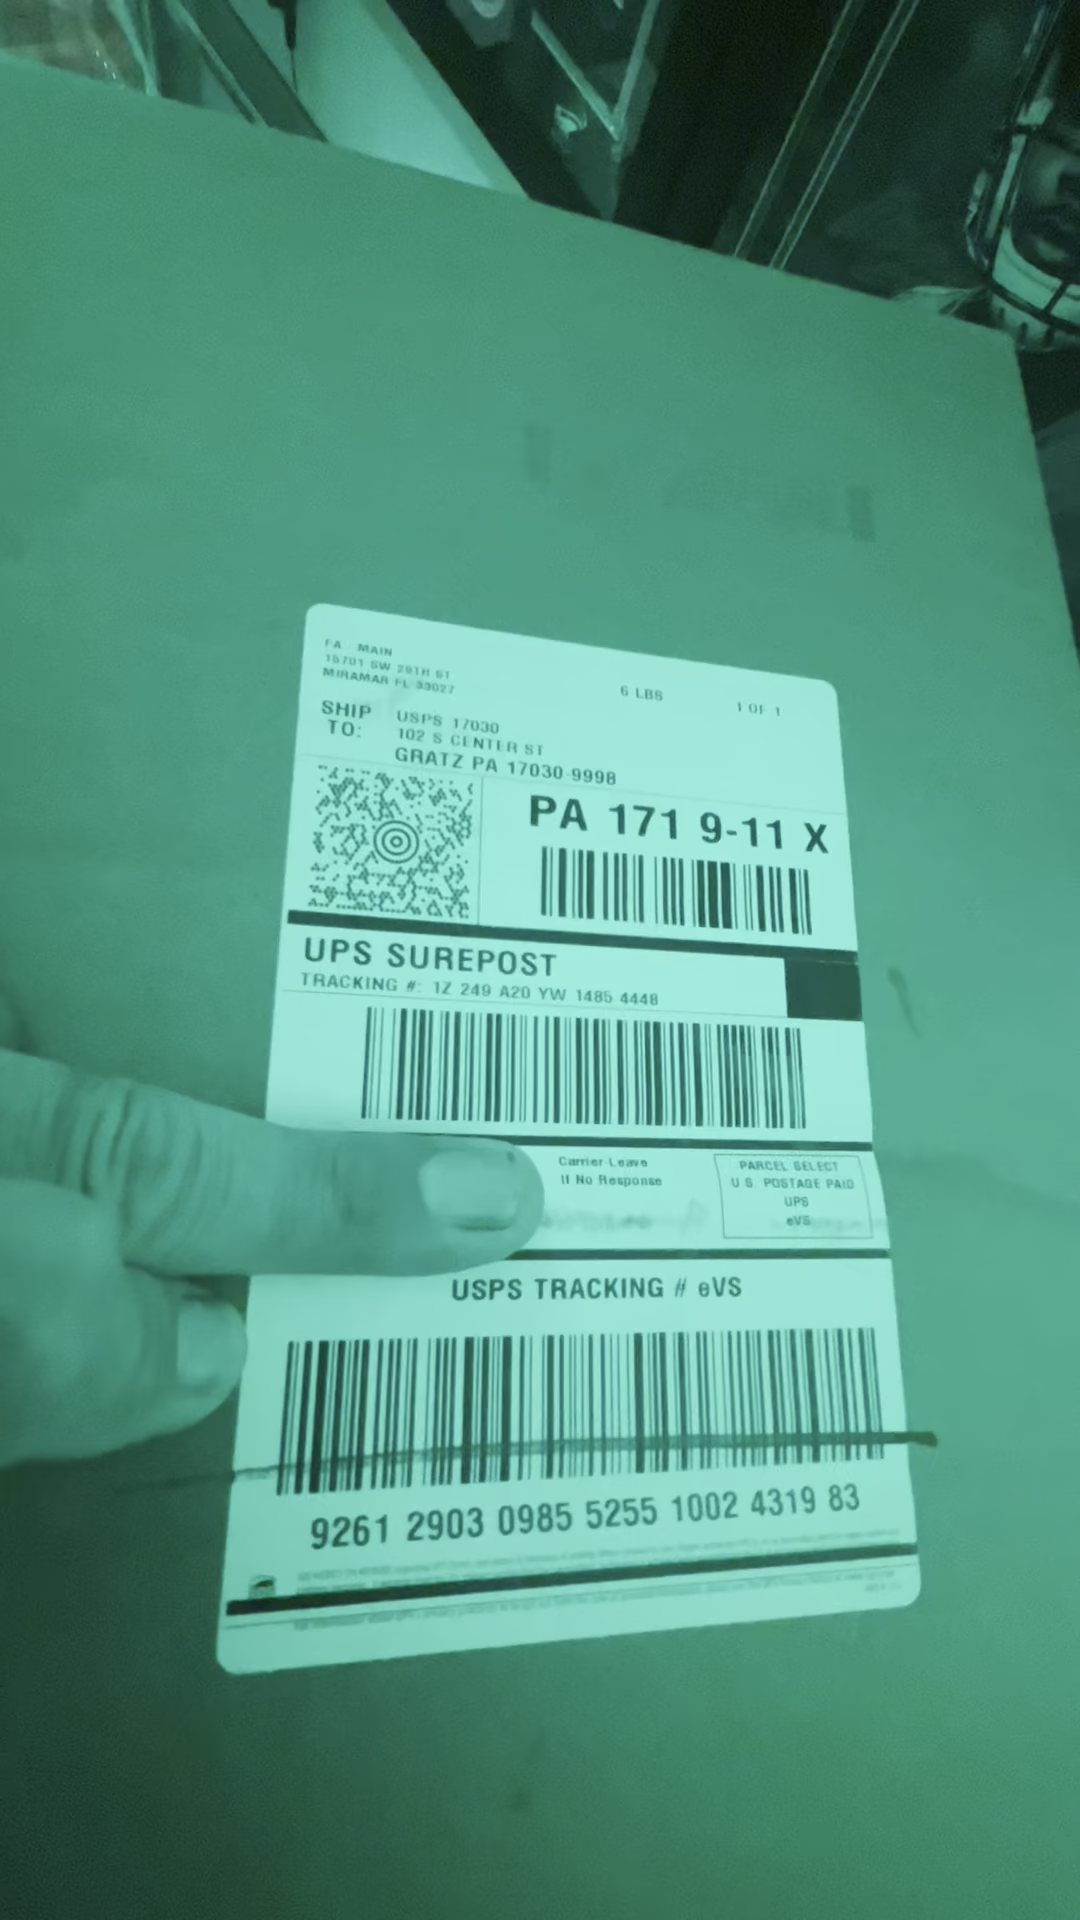 FA - MAIN
15701 SW 29TH ST
MIRAMAR FL 33027
6 LBS
1 OF 1
SHIP TO:
USPS 17030
102 S CENTER ST
GRATZ PA 17030-9998
PA 171 9-11 X
UPS SUREPOST
TRACKING #: 1Z 249 A20 YW 1485 4448
Carrier-Leave
If No Response
PARCEL SELECT
U.S. POSTAGE PAID
UPS
eVS
USPS TRACKING # eVS
9261 2903 0985 5255 1002 4319 83